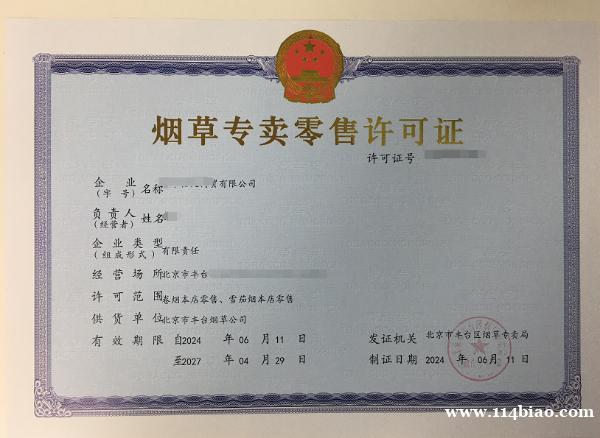 烟草专卖零售许可证
许可证号
企业
(字号) 名称 贸有限公司
负责人
(经营者) 姓名
企业类型
(组成形式) 有限责任
经营场所 北京市丰台
许可范围 卷烟本店零售、雪茄烟本店零售
供货单位 北京市丰台烟草公司
有效期限 自2024 年 06 月 11 日
至2027 年 04 月 29 日
发证机关 北京市丰台区烟草专卖局
制证日期 2024 年 06月 11 日
www.114biao.com